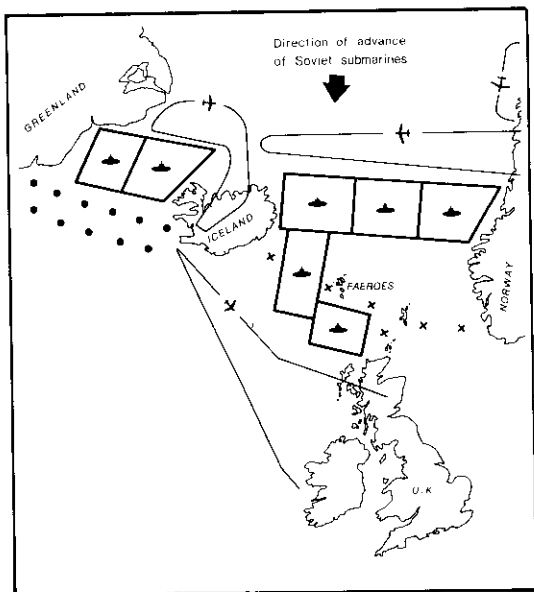 Direction of advance
of Soviet submarines
GREENLAND
ICELAND
FAEROES
NORWAY
U.K